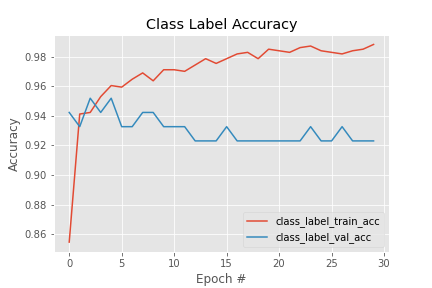 Class Label Accuracy
Accuracy
0.98
0.96
0.94
0.92
0.90
0.88
0.86
class_label_train_acc
class_label_val_acc
0
5
10
15
20
25
30
Epoch #